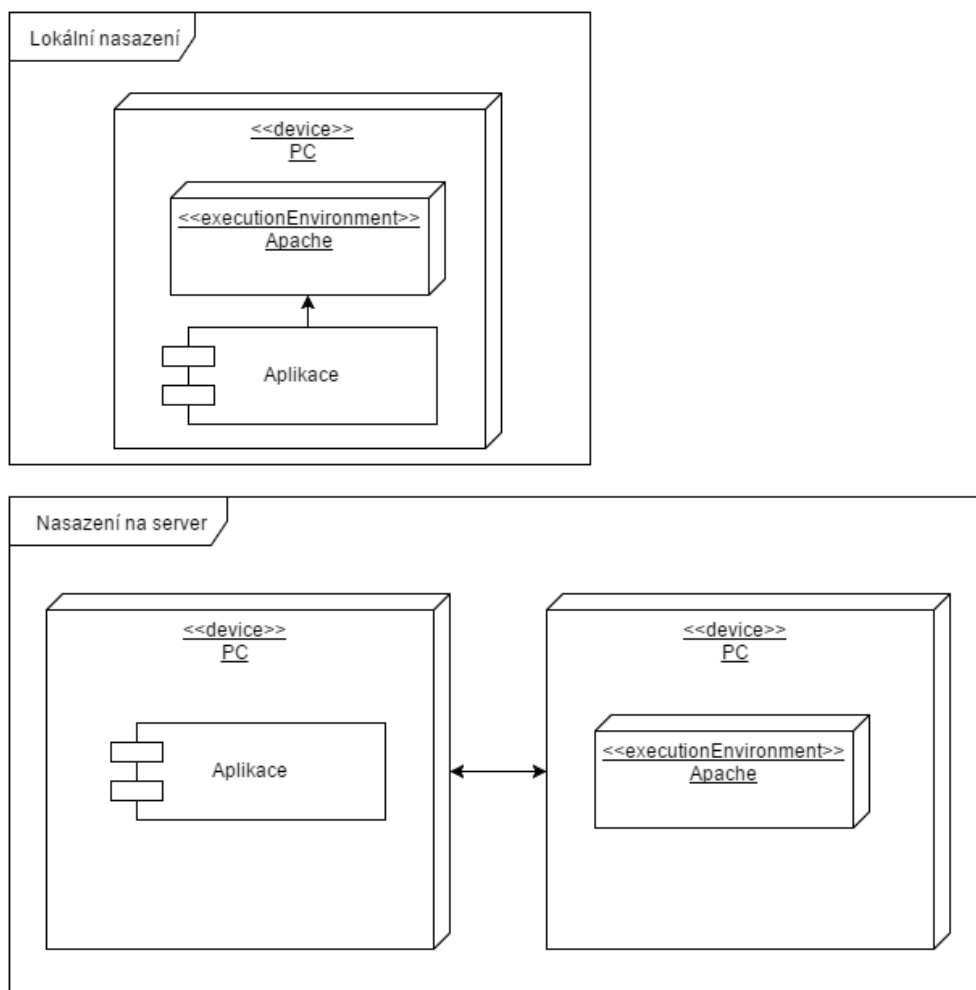 Lokální nasazení
<<device>>
PC
<<executionEnvironment>>
Apache
Aplikace
Nasazení na server
<<device>>
PC
Aplikace
<<device>>
PC
<<executionEnvironment>>
Apache